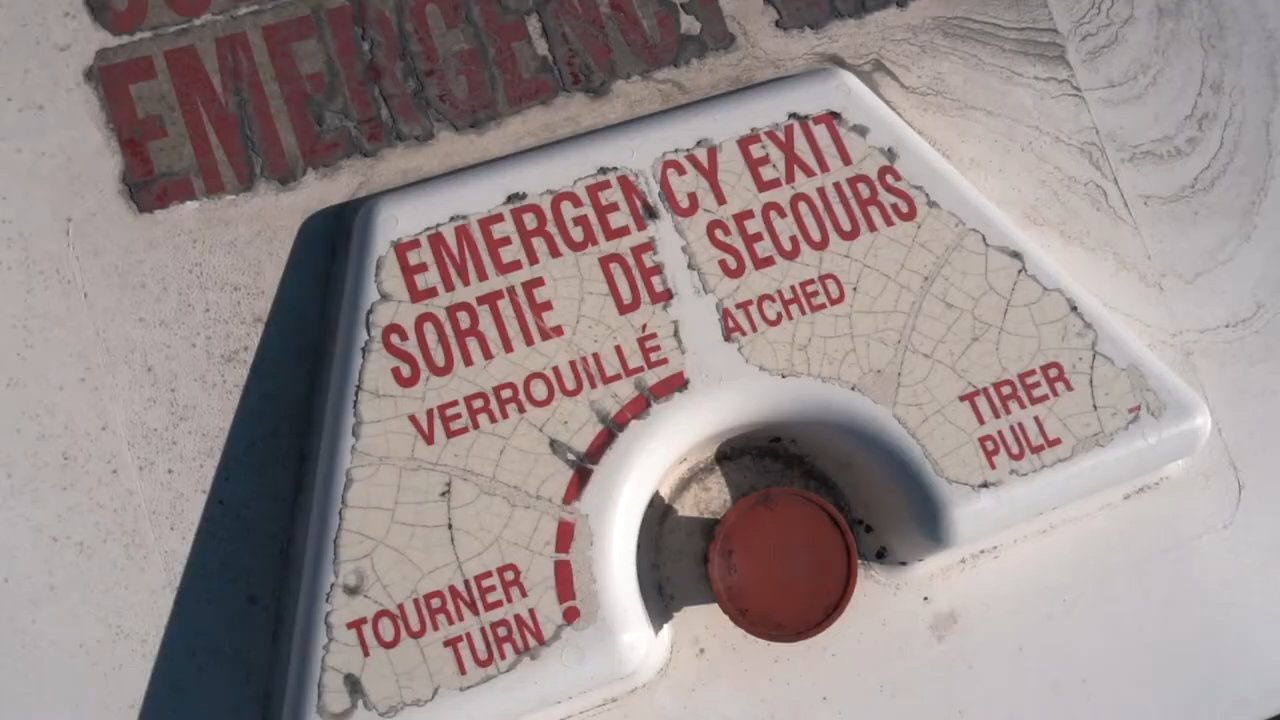 EMERGENCY
EMERGENCY EXIT
SORTIE DE SECOURS
VERROUILLÉ ATCHED
TIRER
PULL
TOURNER
TURN